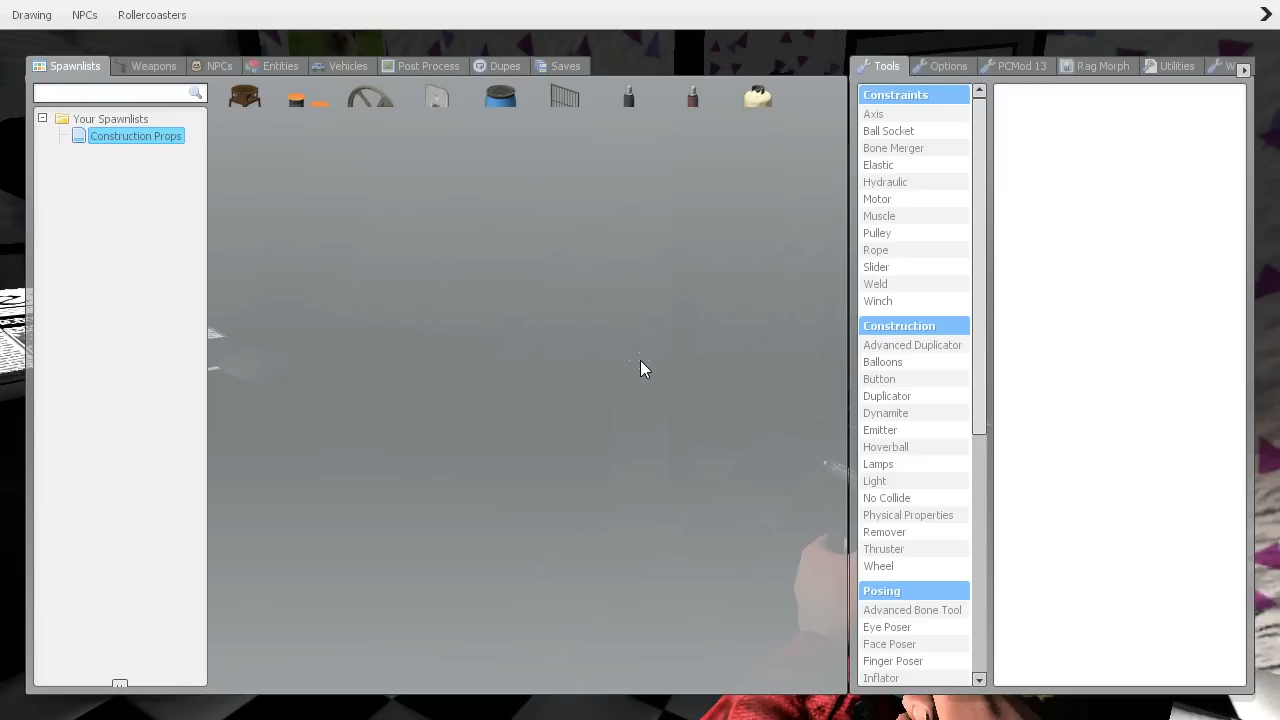 Drawing NPCs Rollercoasters
Spawnlists Weapons NPCs Entities Vehicles Post Process Dupes Saves
Tools Options PCMod 13 Rag Morph Utilities W
Your Spawnlists
Construction Props
Constraints
Axis
Ball Socket
Bone Merger
Elastic
Hydraulic
Motor
Muscle
Pulley
Rope
Slider
Weld
Winch
Construction
Advanced Duplicator
Balloons
Button
Duplicator
Dynamite
Emitter
Hoverball
Lamps
Light
No Collide
Physical Properties
Remover
Thruster
Wheel
Posing
Advanced Bone Tool
Eye Poser
Face Poser
Finger Poser
Inflator